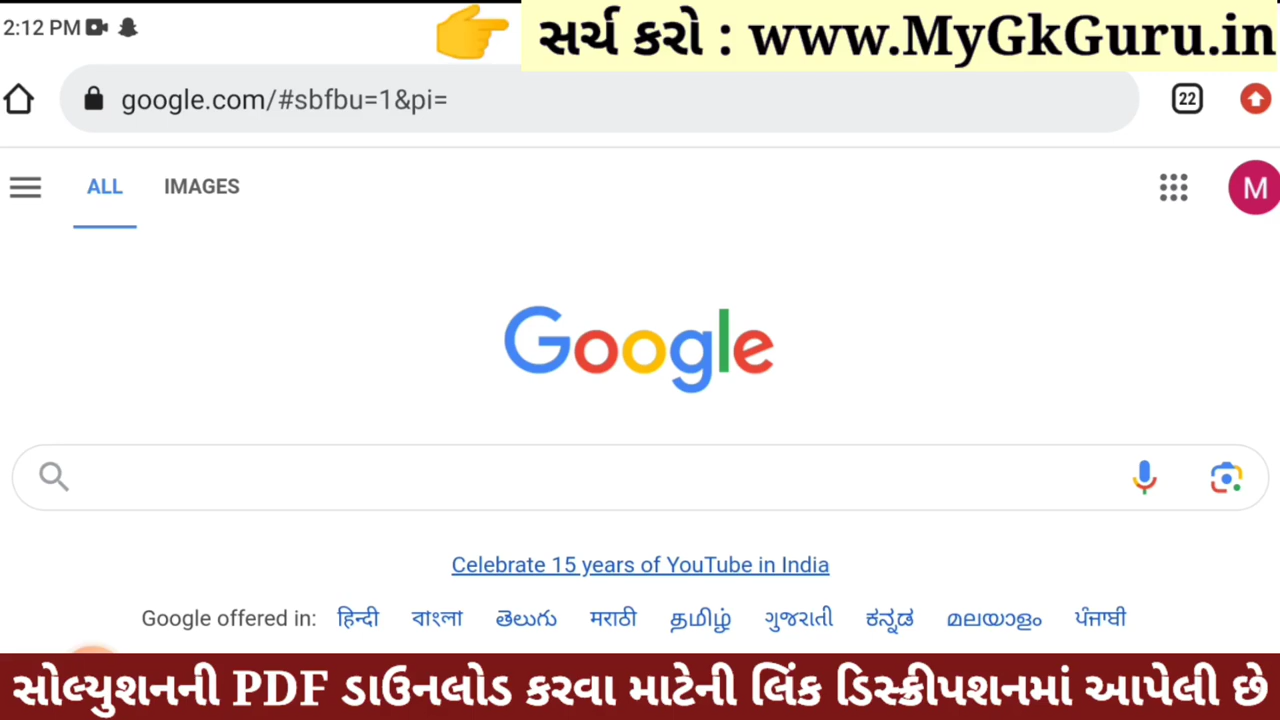 2:12 PM
સર્ચ કરો : www.MyGkGuru.in
google.com/#sbfbu=1&pi=
22
ALL IMAGES
M
Google
Celebrate 15 years of YouTube in India
Google offered in: हिन्दी বাংলা తెలుగు मराठी தமிழ் ગુજરાતી ಕನ್ನಡ മലയാളം ਪੰਜਾਬੀ
સોલ્યુશનની PDF ડાઉનલોડ કરવા માટેની લિંક ડિસ્ક્રીપશનમાં આપેલી છે